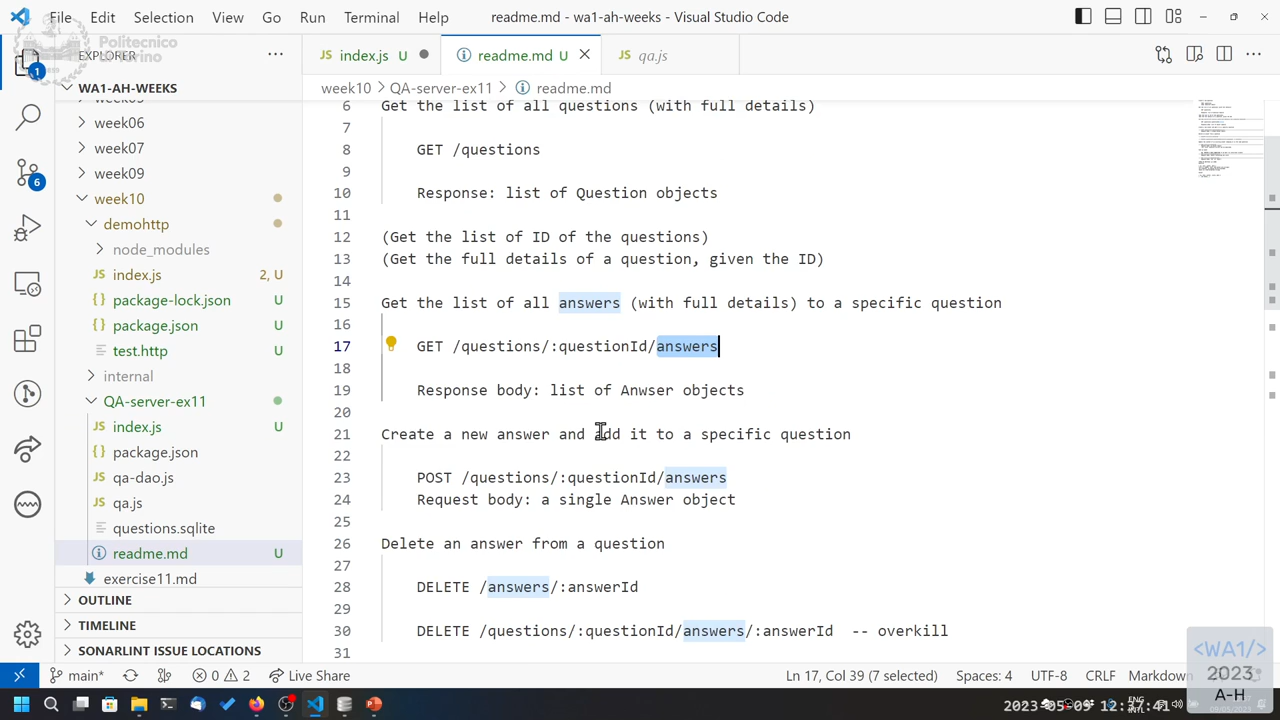 File Edit Selection View Go Run Terminal Help readme.md - wa1-ah-weeks - Visual Studio Code
Politecnico
di Torino
EXPLORER
index.js U
readme.md U
qa.js
WA1-AH-WEEKS
week10 > QA-server-ex11 > readme.md
week05
week06
week07
week09
week10
demohttp
node_modules
index.js 2, U
package-lock.json U
package.json U
test.http U
internal
QA-server-ex11
index.js U
package.json U
qa-dao.js U
qa.js U
questions.sqlite
readme.md U
exercise11.md
OUTLINE
TIMELINE
SONARLINT ISSUE LOCATIONS
1
6
6 Get the list of all questions (with full details)
7
8 GET /questions
9
10 Response: list of Question objects
11
12 (Get the list of ID of the questions)
13 (Get the full details of a question, given the ID)
14
15 Get the list of all answers (with full details) to a specific question
16
17 GET /questions/:questionId/answers
18
19 Response body: list of Anwser objects
20
21 Create a new answer and add it to a specific question
22
23 POST /questions/:questionId/answers
24 Request body: a single Answer object
25
26 Delete an answer from a question
27
28 DELETE /answers/:answerId
29
30 DELETE /questions/:questionId/answers/:answerId -- overkill
31
<WA1/>
2023
A-H
main* 0 2 Live Share Ln 17, Col 39 (7 selected) Spaces: 4 UTF-8 CRLF Markdown
ENG